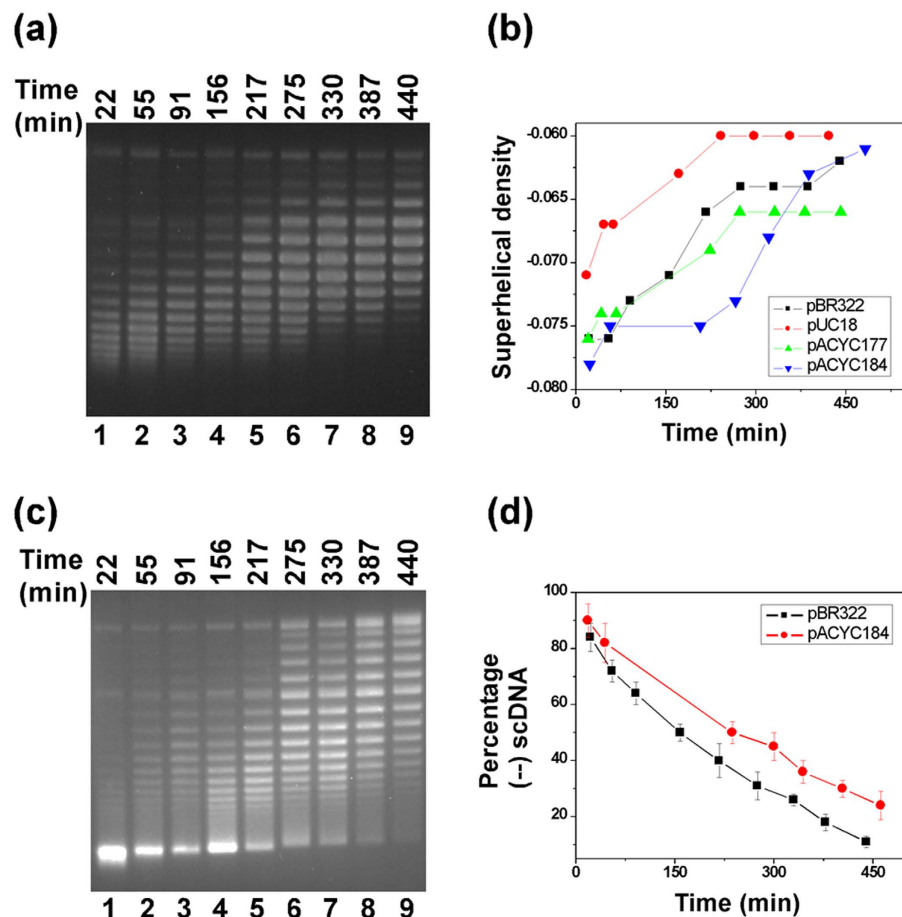 (a)
Time
(min)
22 55 91 156 217 275 330 387 440
1 2 3 4 5 6 7 8 9
(b)
Superhelical density
-0.060
-0.065
-0.070
-0.075
-0.080
pBR322
pUC18
pACYC177
pACYC184
0 150 300 450
Time (min)
(c)
Time
(min)
22 55 91 156 217 275 330 387 440
1 2 3 4 5 6 7 8 9
(d)
Percentage
(--) scDNA
100
80
60
40
20
pBR322
pACYC184
0 150 300 450
Time (min)